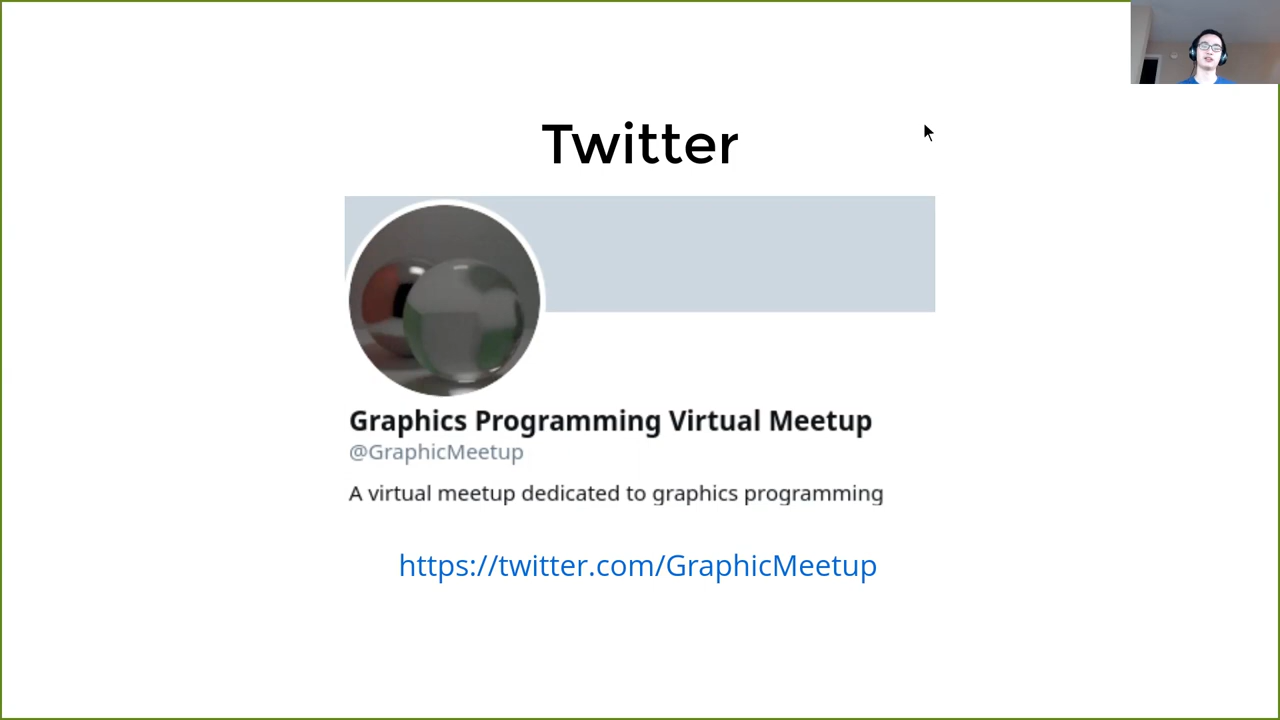 Twitter
Graphics Programming Virtual Meetup
@GraphicMeetup
A virtual meetup dedicated to graphics programming
https://twitter.com/GraphicMeetup